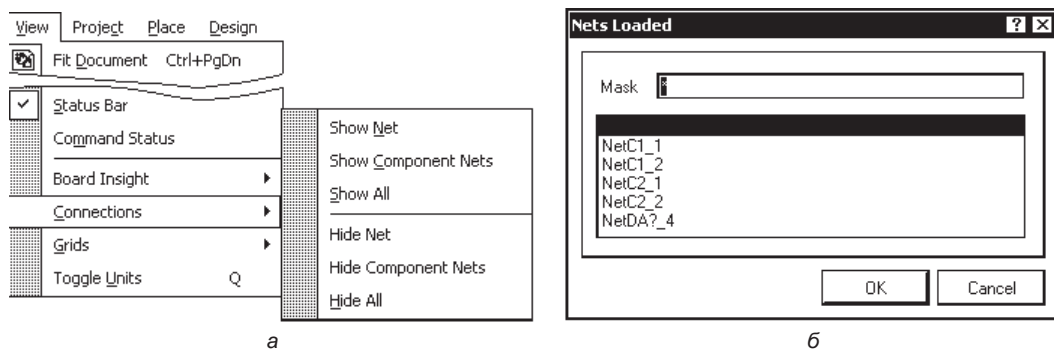 View Project Place Design
Fit Document Ctrl+PgDn
Status Bar
Command Status
Board Insight
Connections
Grids
Toggle Units Q
Show Net
Show Component Nets
Show All
Hide Net
Hide Component Nets
Hide All
а
Nets Loaded
Mask *
NetC1_1
NetC1_2
NetC2_1
NetC2_2
NetDA?_4
OK Cancel
б